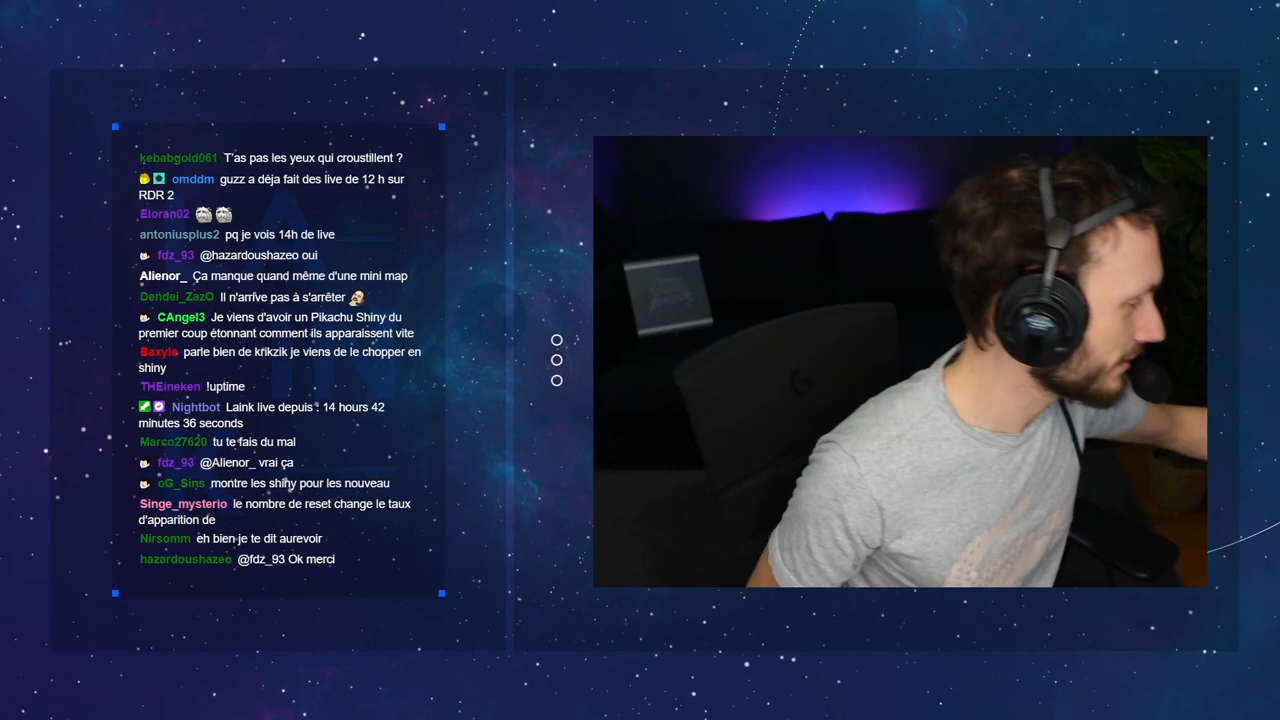 kebabgold061 T'as pas les yeux qui croustillent ?
omddm guzz a déja fait des live de 12 h sur
RDR 2
Eloran02
antoniusplus2 pq je vois 14h de live
fdz_93 @hazardoushazeo oui
Alienor_ Ça manque quand même d'une mini map
Dendei_ZazO Il n'arrive pas à s'arrêter
CAngel3 Je viens d'avoir un Pikachu Shiny du
premier coup étonnant comment ils apparaissent vite
Baxyle parle bien de krikzik je viens de le chopper en
shiny
THEineken !uptime
Nightbot Laink live depuis : 14 hours 42
minutes 36 seconds
Marco27620 tu te fais du mal
fdz_93 @Alienor_ vrai ça
oG_Sins montre les shiny pour les nouveau
Singe_mysterio le nombre de reset change le taux
d'apparition de
Nirsomm eh bien je te dit aurevoir
hazardoushazeo @fdz_93 Ok merci